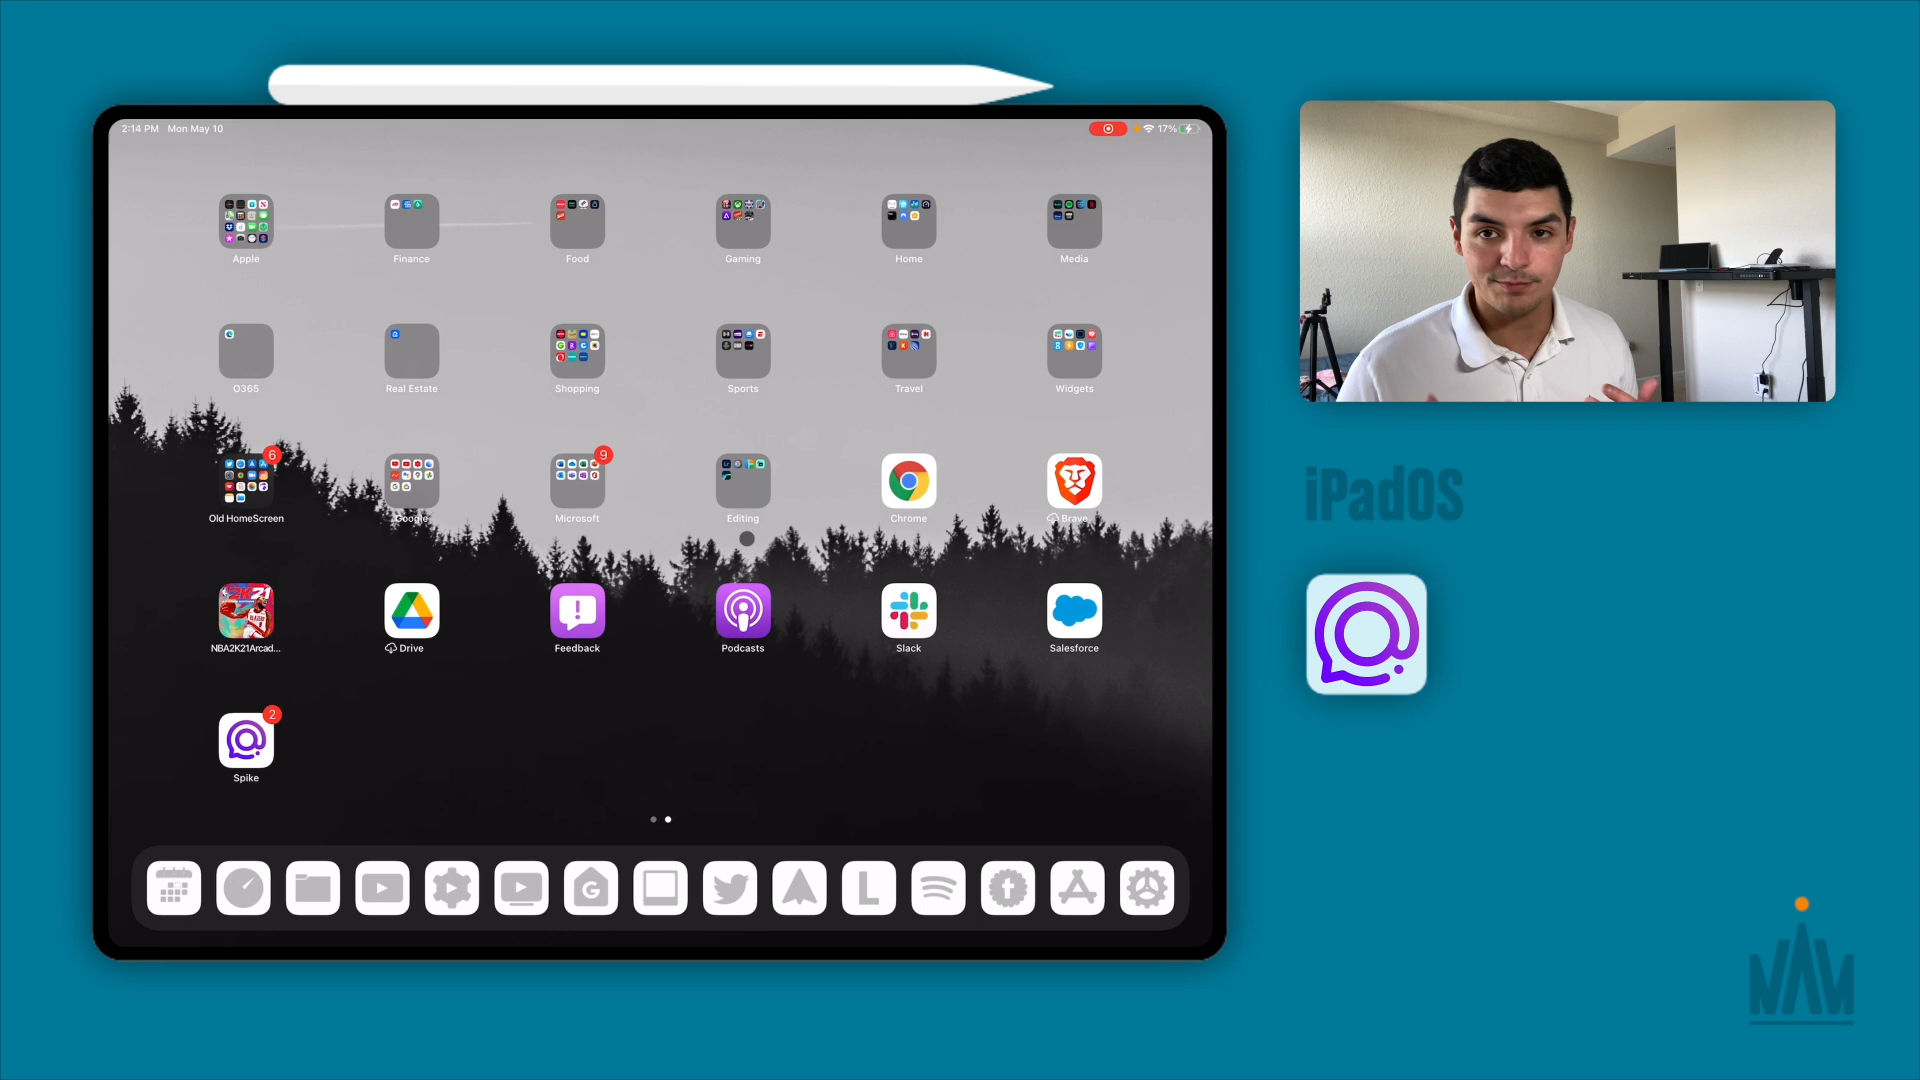 2:14 PM Mon May 10
17%
Apple
Finance
Food
Gaming
Home
Media
O365
Real Estate
Shopping
Sports
Travel
Widgets
6
9
Old HomeScreen
Google
Microsoft
Editing
Chrome
Brave
iPadOS
2K21
NBA2K21Arcad...
Drive
Feedback
Podcasts
Slack
Salesforce
2
Spike
G
L
t